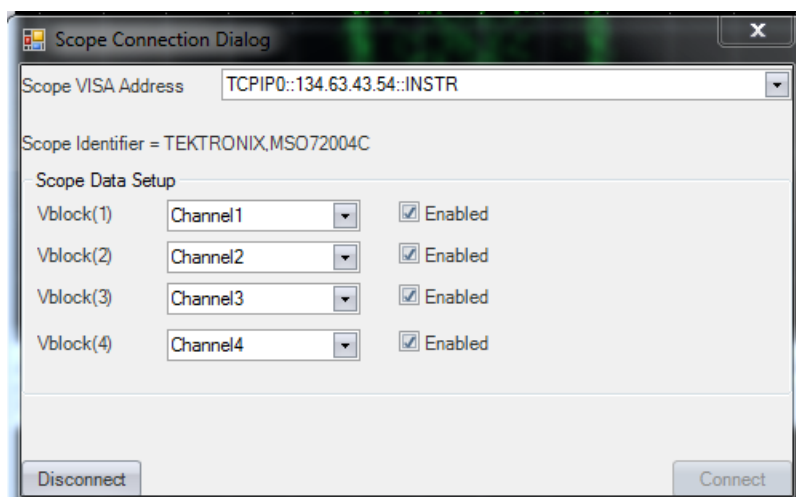 Scope Connection Dialog
x
Scope VISA Address TCPIP0::134.63.43.54::INSTR
Scope Identifier = TEKTRONIX,MSO72004C
Scope Data Setup
Vblock(1) Channel1 Enabled
Vblock(2) Channel2 Enabled
Vblock(3) Channel3 Enabled
Vblock(4) Channel4 Enabled
Disconnect Connect